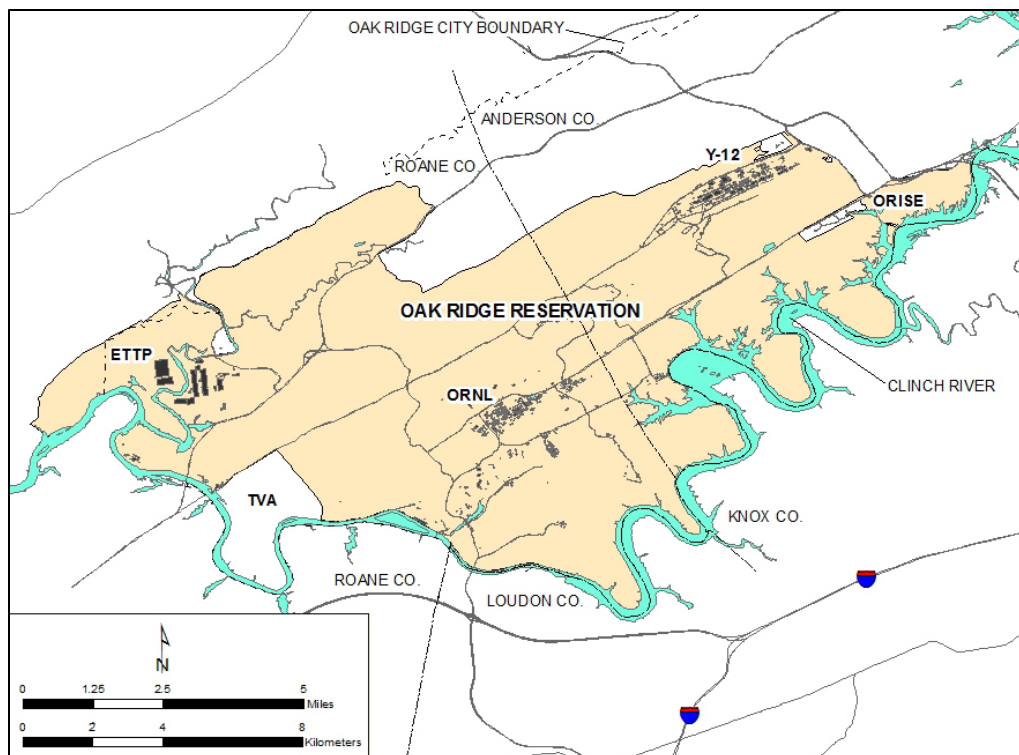 OAK RIDGE CITY BOUNDARY
ANDERSON CO.
ROANE CO.
Y-12
ORISE
OAK RIDGE RESERVATION
ETTP
ORNL
CLINCH RIVER
TVA
KNOX CO.
ROANE CO.
LOUDON CO.
N
0 1.25 2.5 5
Miles
0 2 4 8
Kilometers